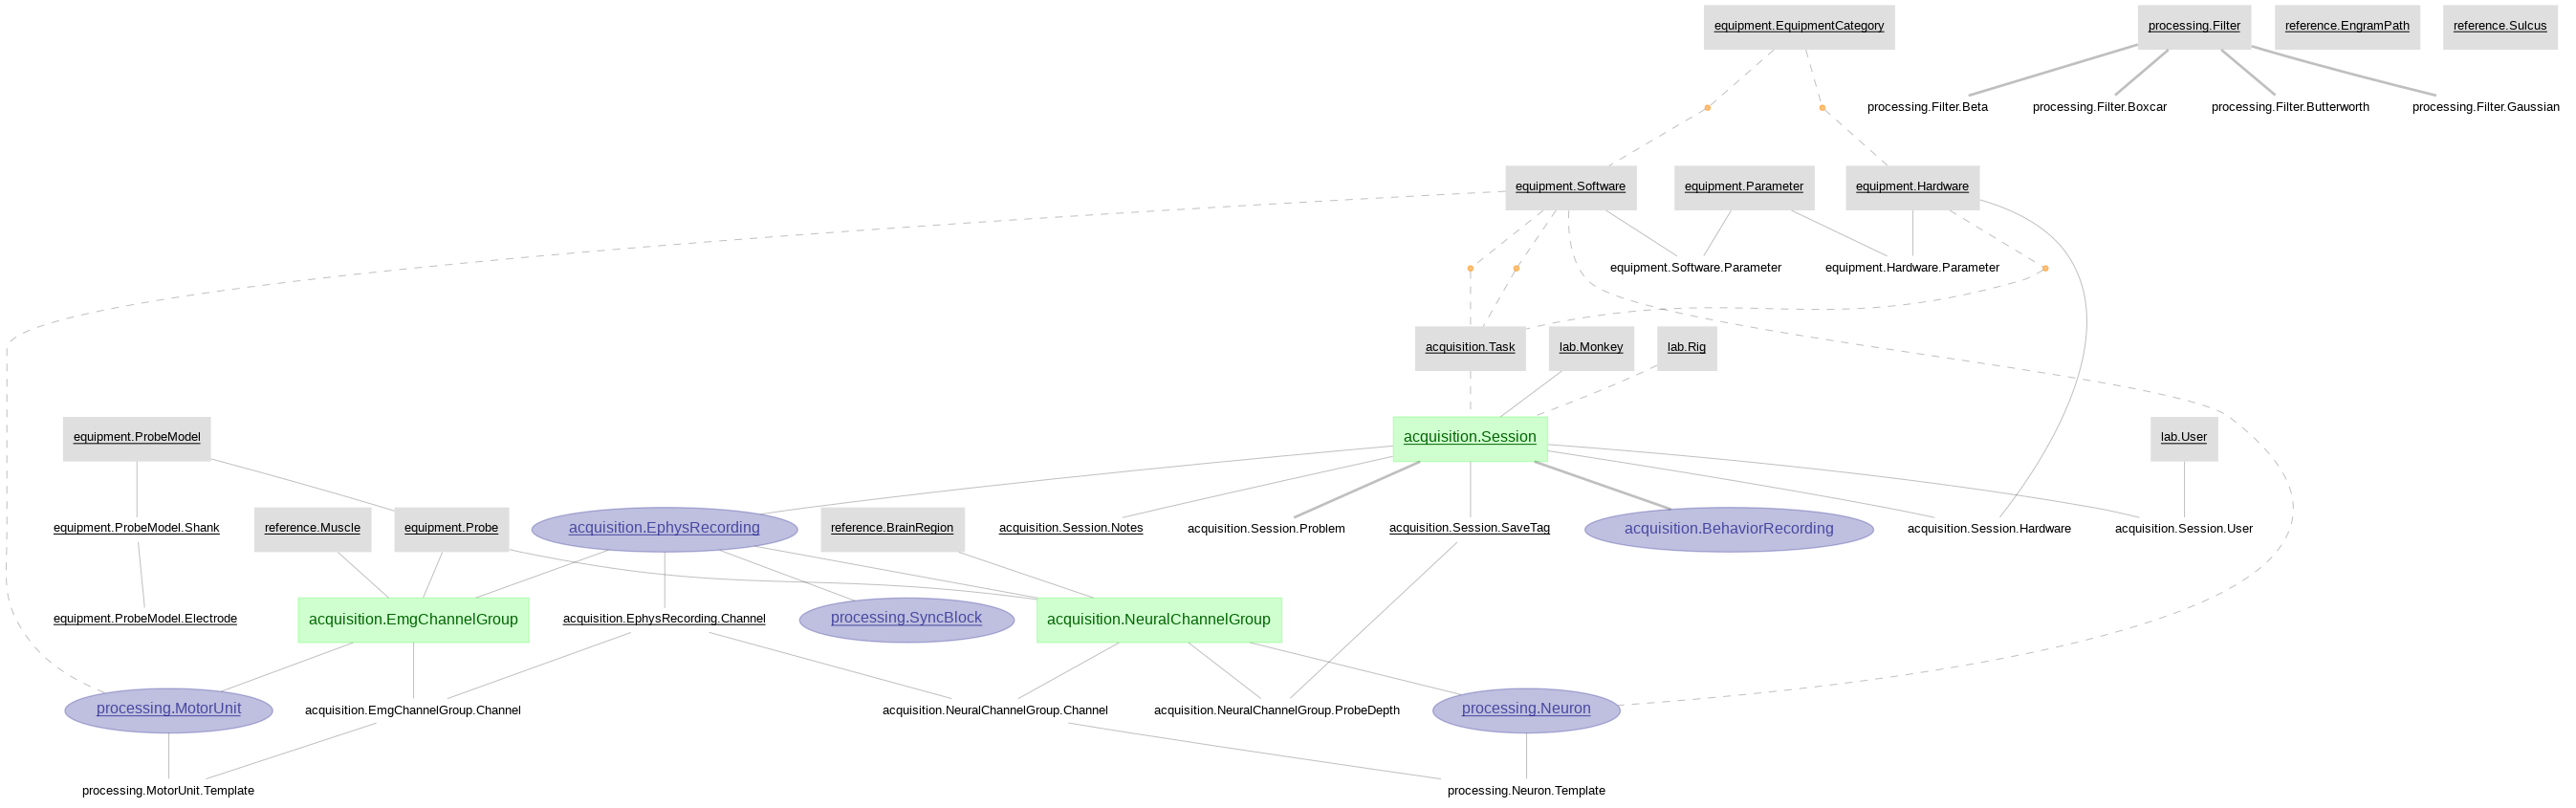 equipment.EquipmentCategory
processing.Filter
reference.EngramPath
reference.Sulcus
processing.Filter.Beta
processing.Filter.Boxcar
processing.Filter.Butterworth
processing.Filter.Gaussian
equipment.Software
equipment.Parameter
equipment.Hardware
equipment.Software.Parameter
equipment.Hardware.Parameter
acquisition.Task
lab.Monkey
lab.Rig
equipment.ProbeModel
acquisition.Session
lab.User
equipment.ProbeModel.Shank
reference.Muscle
equipment.Probe
acquisition.EphysRecording
reference.BrainRegion
acquisition.Session.Notes
acquisition.Session.Problem
acquisition.Session.SaveTag
acquisition.BehaviorRecording
acquisition.Session.Hardware
acquisition.Session.User
equipment.ProbeModel.Electrode
acquisition.EmgChannelGroup
acquisition.EphysRecording.Channel
processing.SyncBlock
acquisition.NeuralChannelGroup
processing.MotorUnit
acquisition.EmgChannelGroup.Channel
acquisition.NeuralChannelGroup.Channel
acquisition.NeuralChannelGroup.ProbeDepth
processing.Neuron
processing.MotorUnit.Template
processing.Neuron.Template